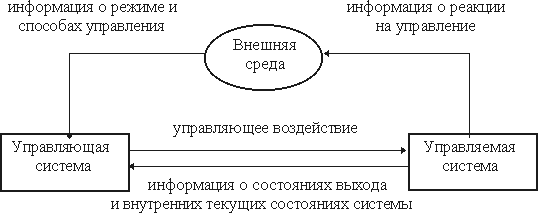 информация о режиме и
способах управления
информация о реакции
на управление
Внешняя
среда
управляющее воздействие
Управляющая
система
Управляемая
система
информация о состояниях выхода
и внутренних текущих состояниях системы